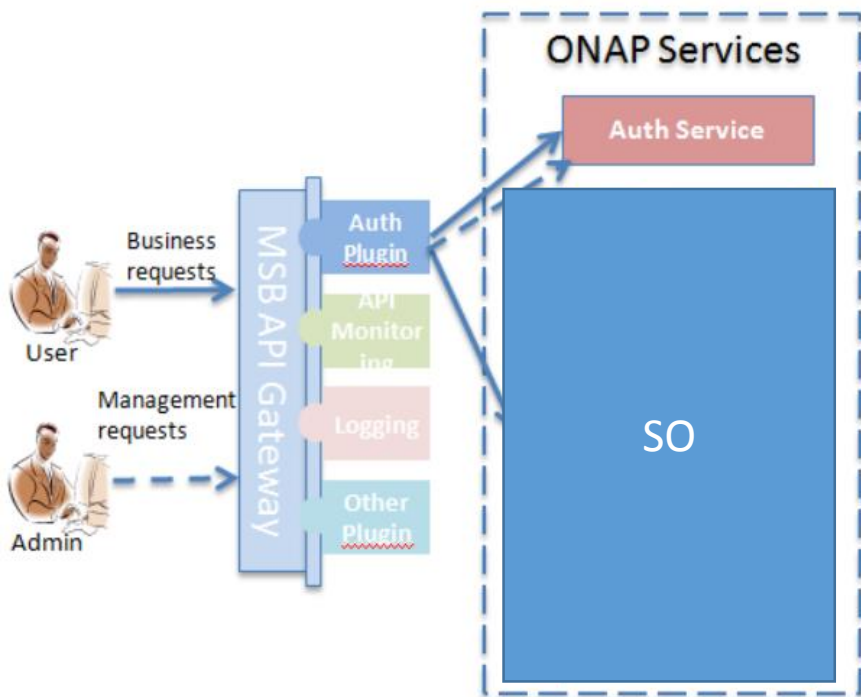 ONAP Services
Auth Service
Auth
Plugin
Business
requests
MSB API Gateway
API
Monitor
ing
User
Management
requests
Logging
SO
Other
Plugin
Admin